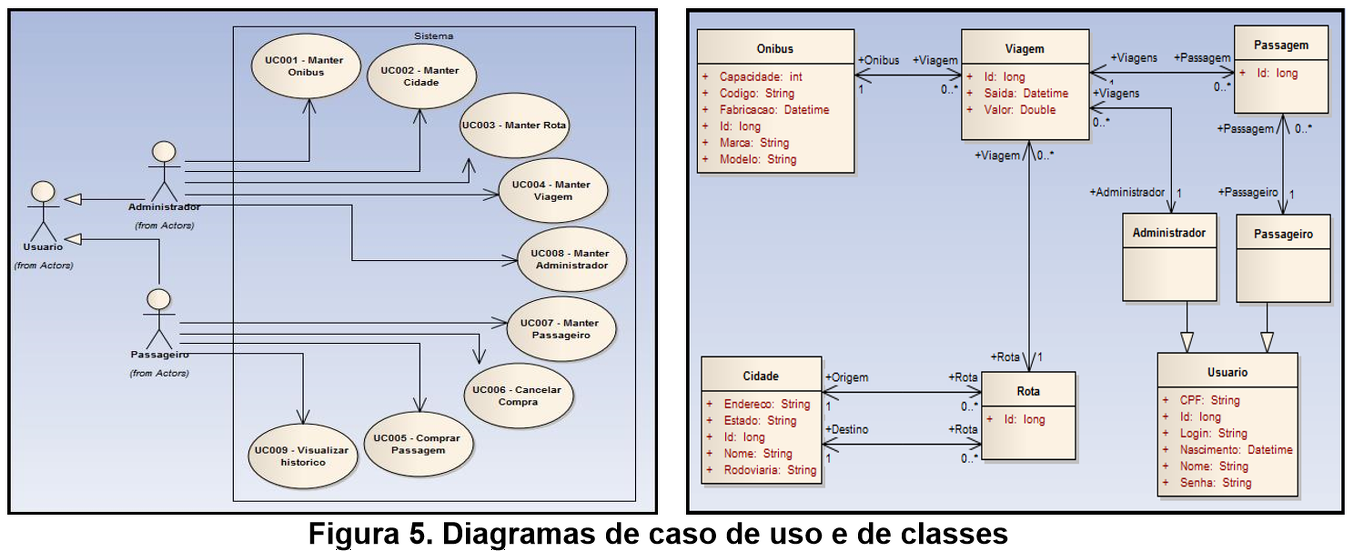 Sistema
UC001 - Manter
Onibus
UC002 - Manter
Cidade
UC003 - Manter Rota
UC004 - Manter
Viagem
Administrador
(from Actors)
Usuario
(from Actors)
UC008 - Manter
Administrador
UC007 - Manter
Passageiro
Passageiro
(from Actors)
UC006 - Cancelar
Compra
UC005 - Comprar
Passagem
UC009 - Visualizar
historico
Onibus
+ Capacidade: int
+ Codigo: String
+ Fabricacao: Datetime
+ Id: long
+ Marca: String
+ Modelo: String
+Onibus
1
+Viagem
0..*
Viagem
+ Id: long
+ Saida: Datetime
+ Valor: Double
+Viagens
1
+Passagem
0..*
Passagem
+ Id: long
+Viagens
0..*
+Passagem
0..*
+Viagem
0..*
+Administrador
1
+Passageiro
1
Administrador
Passageiro
+Rota
1
Cidade
+ Endereco: String
+ Estado: String
+ Id: long
+ Nome: String
+ Rodoviaria: String
+Origem
1
+Rota
0..*
+Destino
1
+Rota
0..*
Rota
+ Id: long
Usuario
+ CPF: String
+ Id: long
+ Login: String
+ Nascimento: Datetime
+ Nome: String
+ Senha: String
Figura 5. Diagramas de caso de uso e de classes